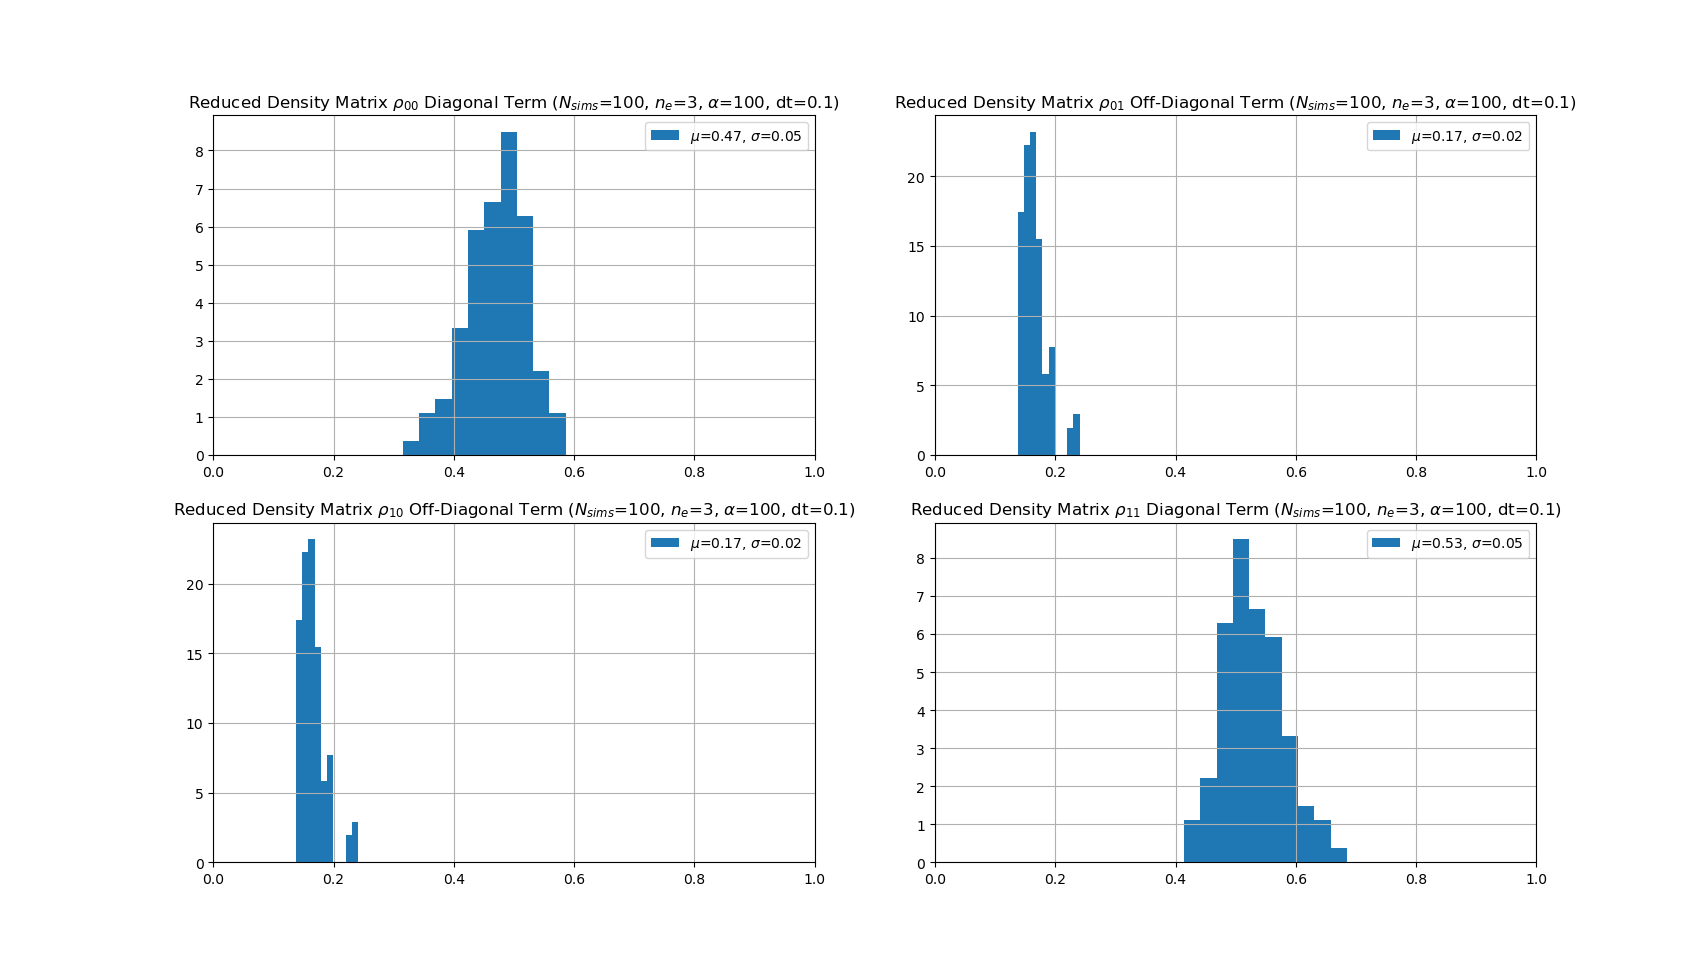 Reduced Density Matrix ρ00 Diagonal Term (Nsims=100, ne=3, α=100, dt=0.1)
μ=0.47, σ=0.05
8
7
6
5
4
3
2
1
0
0.0 0.2 0.4 0.6 0.8 1.0
Reduced Density Matrix ρ01 Off-Diagonal Term (Nsims=100, ne=3, α=100, dt=0.1)
μ=0.17, σ=0.02
20
15
10
5
0
0.0 0.2 0.4 0.6 0.8 1.0
Reduced Density Matrix ρ10 Off-Diagonal Term (Nsims=100, ne=3, α=100, dt=0.1)
μ=0.17, σ=0.02
20
15
10
5
0
0.0 0.2 0.4 0.6 0.8 1.0
Reduced Density Matrix ρ11 Diagonal Term (Nsims=100, ne=3, α=100, dt=0.1)
μ=0.53, σ=0.05
8
7
6
5
4
3
2
1
0
0.0 0.2 0.4 0.6 0.8 1.0